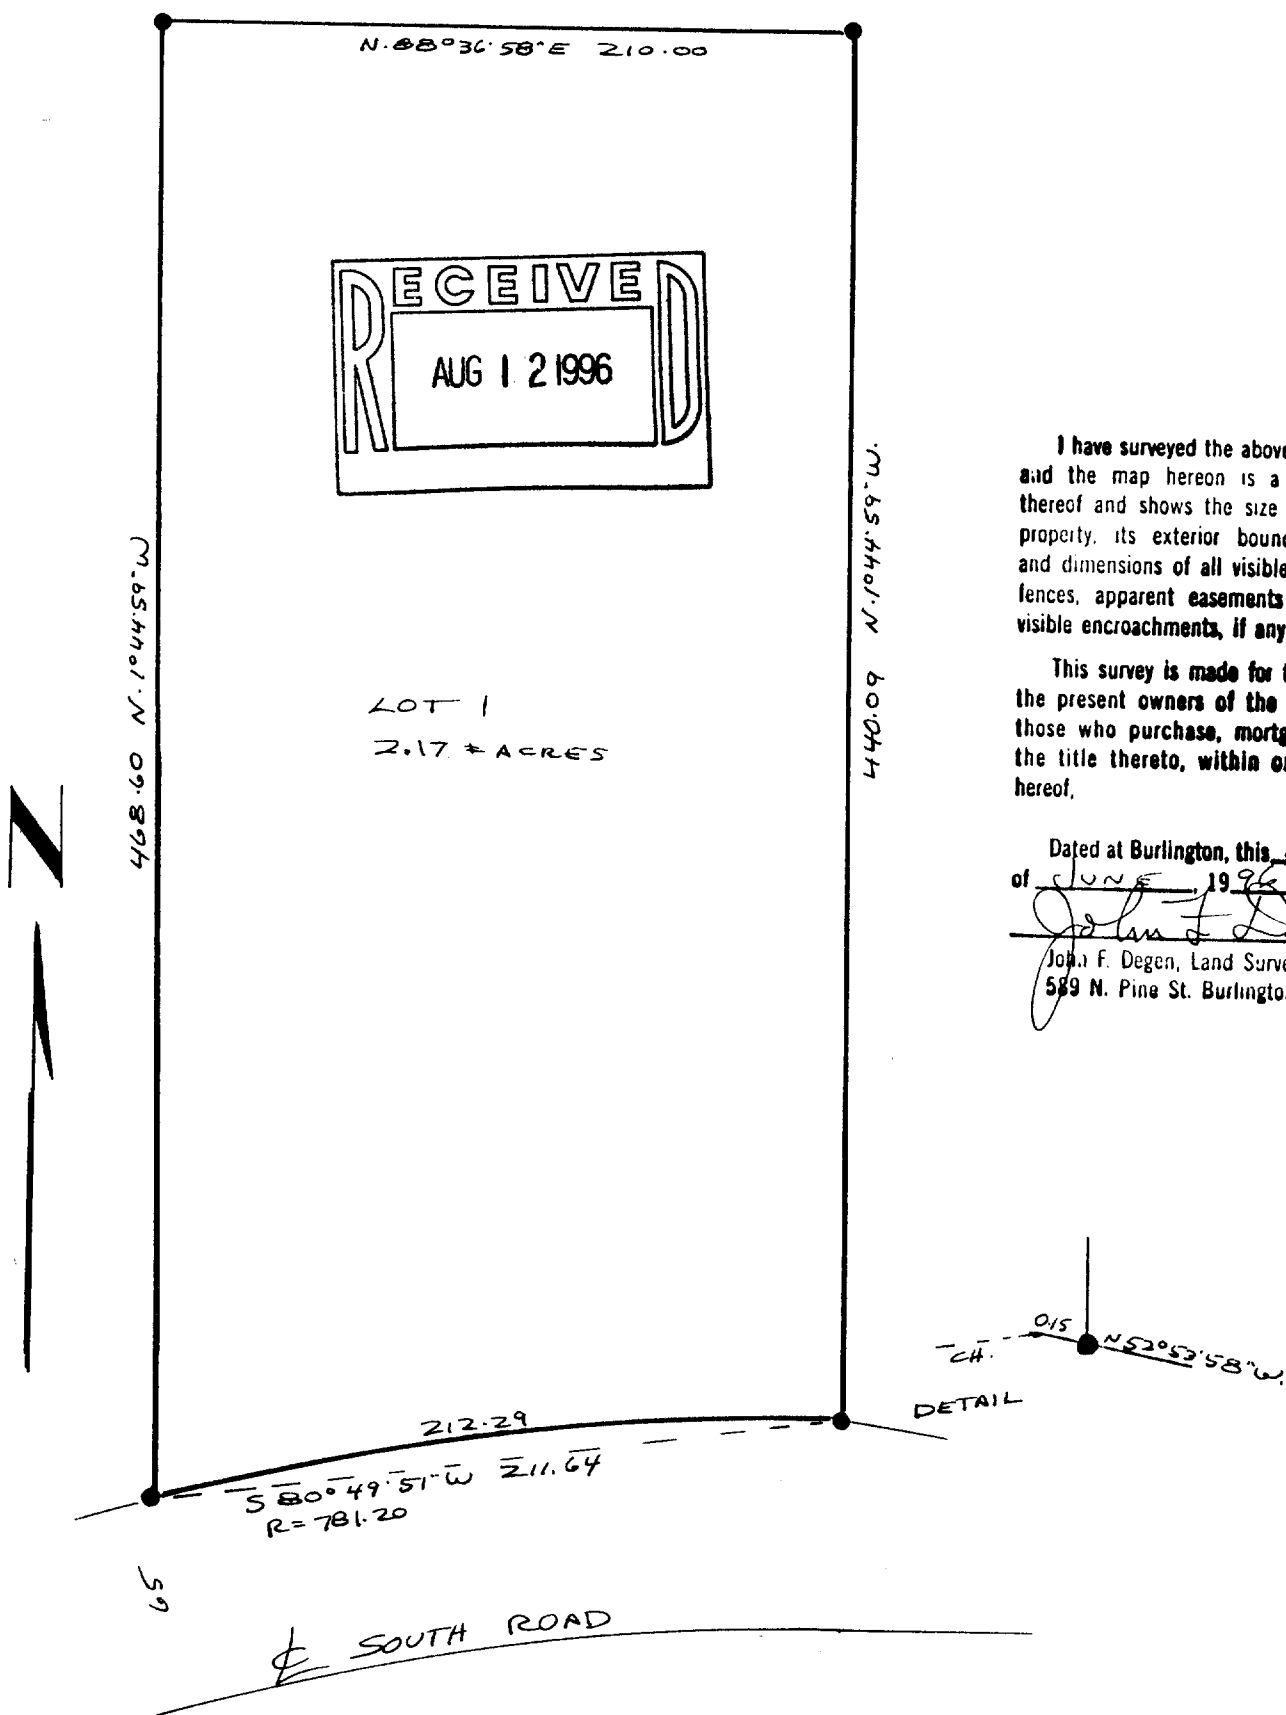 N.88°36'58"E 210.00
RECEIVED
AUG 12 1996
468.60 N.1°44'59"W
440.09 N.1°44'59"W.
I have surveyed the above
and the map hereon is a
thereof and shows the size
property, its exterior bound
and dimensions of all visible
fences, apparent easements
visible encroachments, if any
This survey is made for
the present owners of the
those who purchase, mortg
the title thereto, within
hereof.
LOT 1
2.17 ± ACRES
N
Dated at Burlington, this
of JUNE, 1996
John F.
John F. Degen, Land Surve
589 N. Pine St. Burlingto
0.15
CH.
N52°53'58"W.
DETAIL
212.29
S80°49'51"W 211.64
R=781.20
℄ SOUTH ROAD